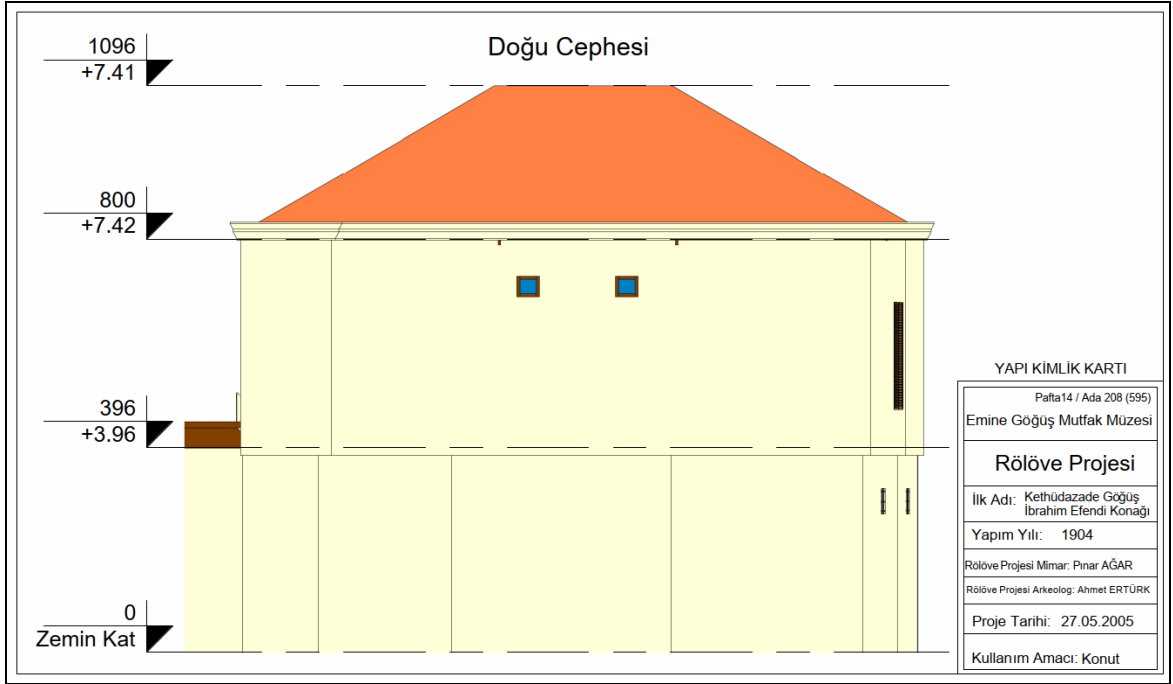 Doğu Cephesi
1096
+7.41
800
+7.42
396
+3.96
0
Zemin Kat
YAPI KİMLİK KARTI
Pafta14 / Ada 208 (595)
Emine Göğüş Mutfak Müzesi
Rölöve Projesi
İlk Adı: Kethüdazade Göğüş
İbrahim Efendi Konağı
Yapım Yılı: 1904
Rölöve Projesi Mimar: Pınar AĞAR
Rölöve Projesi Arkeolog: Ahmet ERTÜRK
Proje Tarihi: 27.05.2005
Kullanım Amacı: Konut